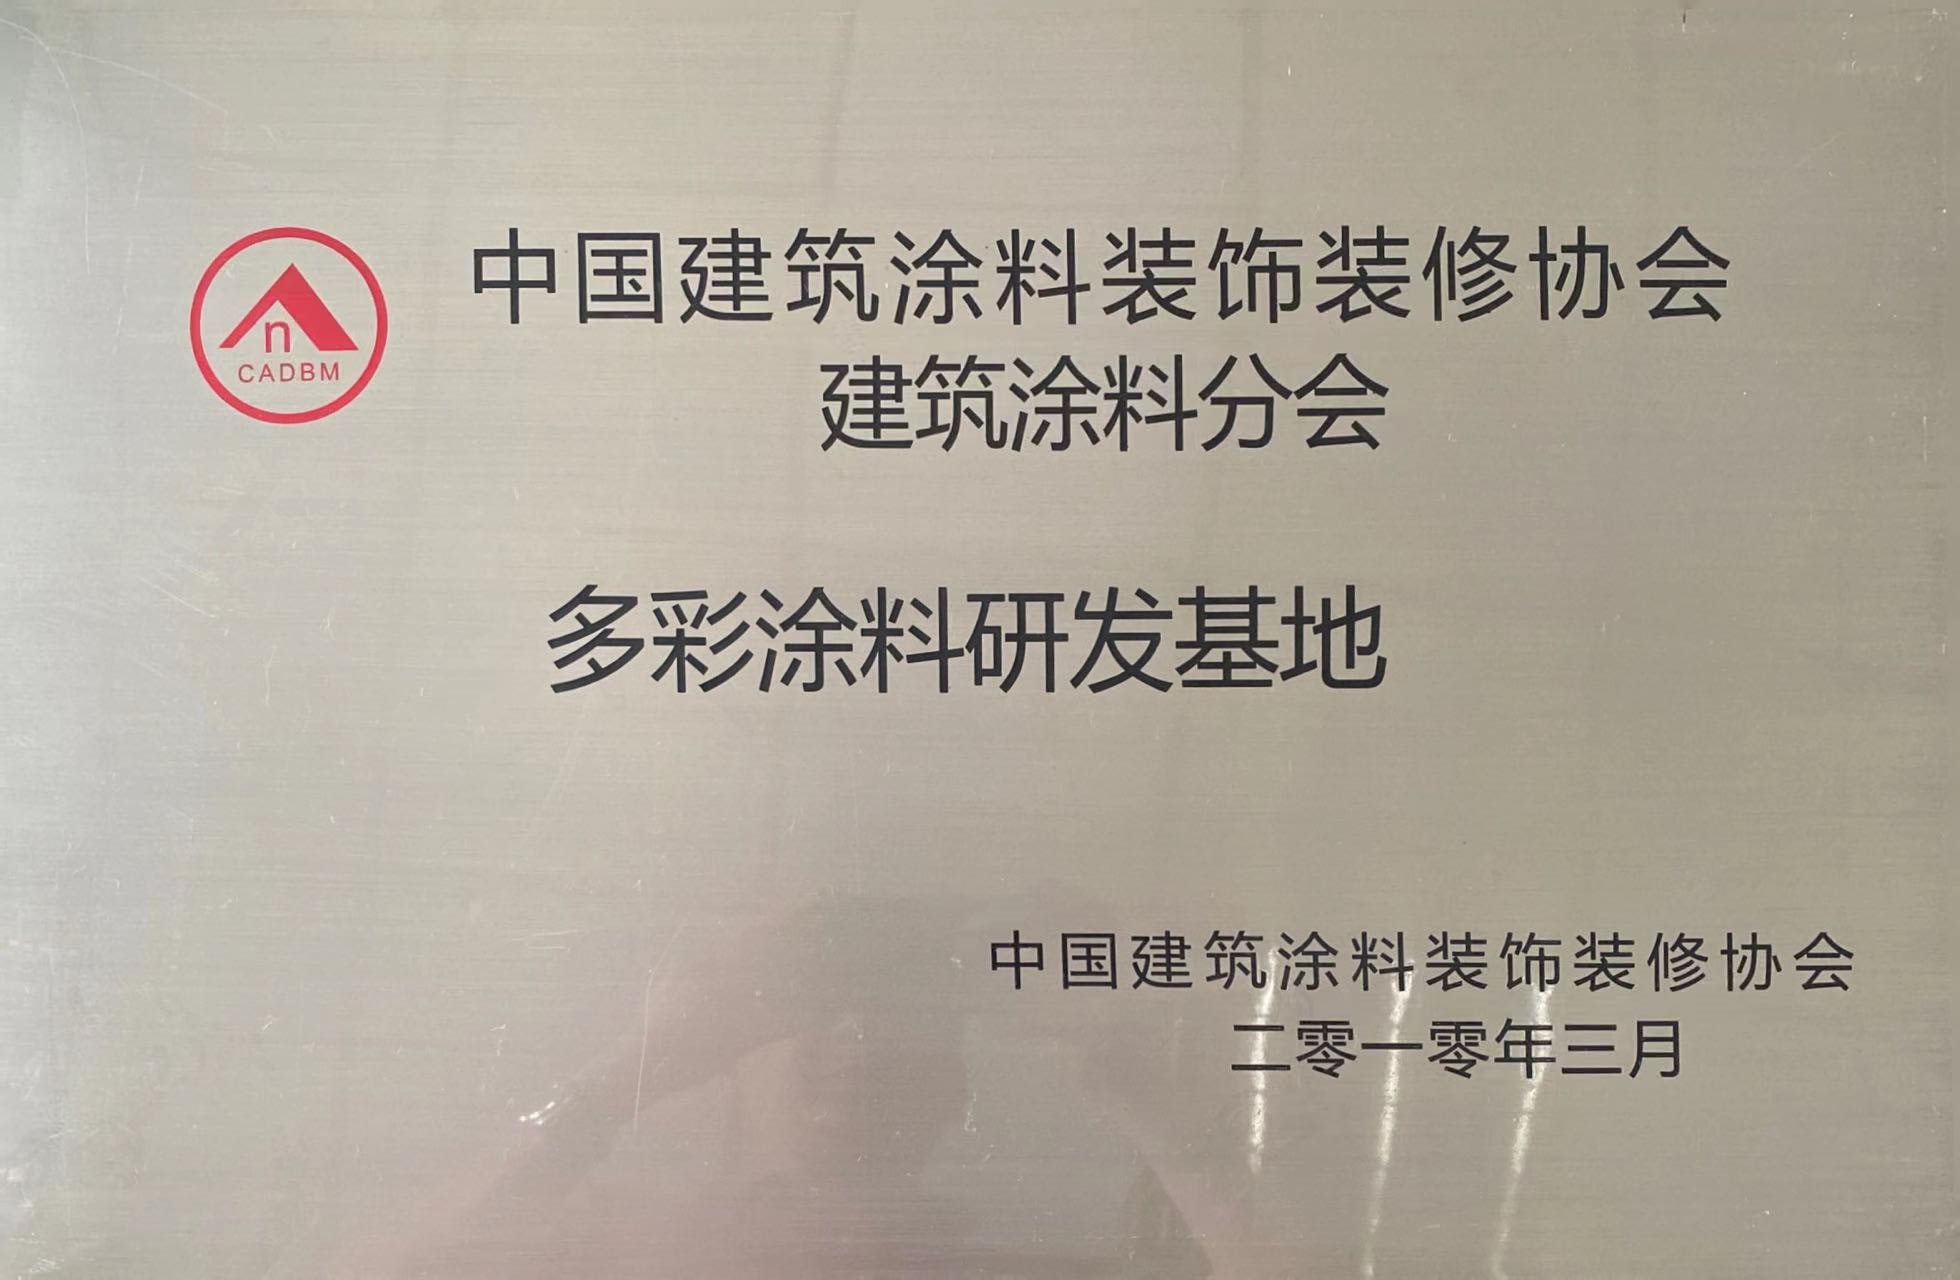 中国建筑涂料装饰装修协会
n
CADBM
建筑涂料分会
多彩涂料研发基地
中国建筑涂料装饰装修协会
二零一零年三月